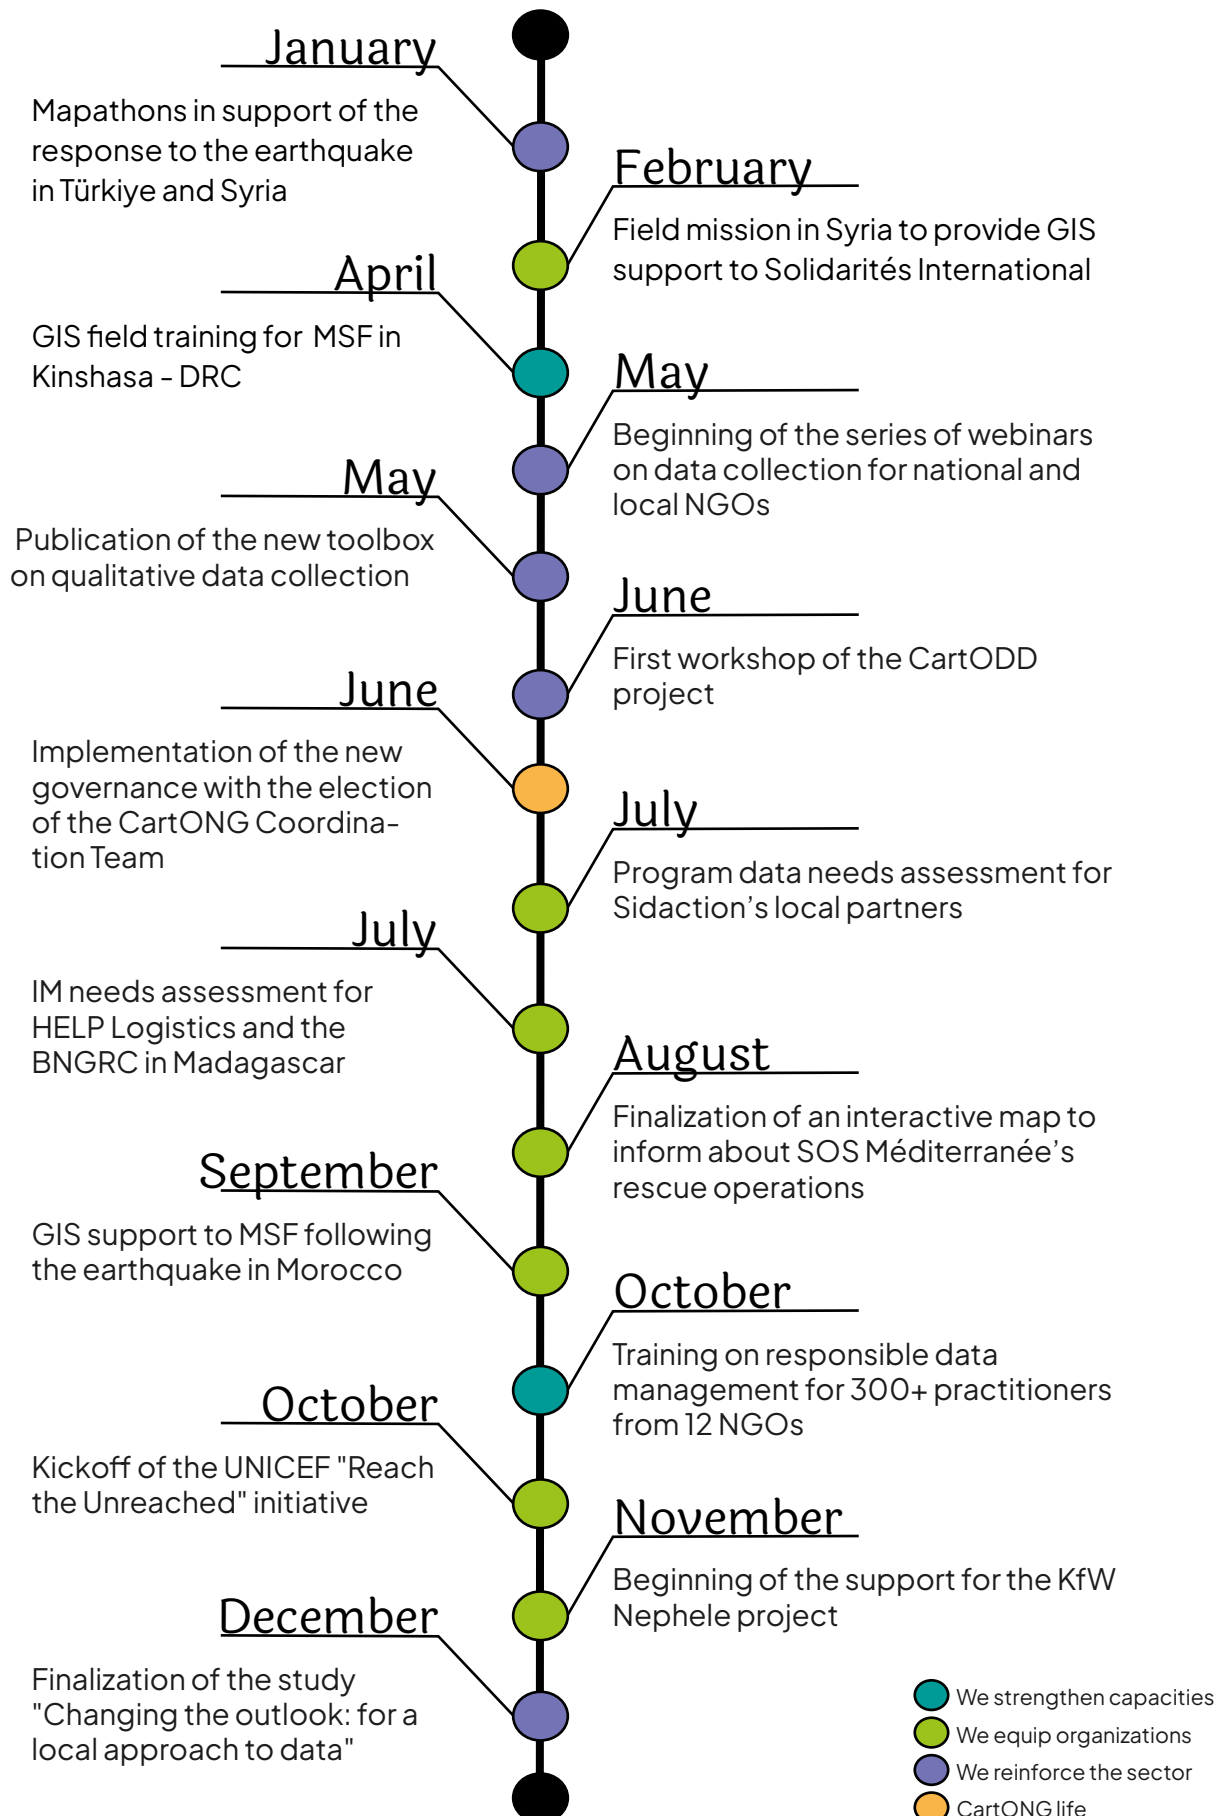 January
Mapathons in support of the
response to the earthquake
in Türkiye and Syria
February
Field mission in Syria to provide GIS
support to Solidarités International
April
GIS field training for MSF in
Kinshasa - DRC
May
Beginning of the series of webinars
on data collection for national and
local NGOs
May
Publication of the new toolbox
on qualitative data collection
June
First workshop of the CartODD
project
June
Implementation of the new
governance with the election
of the CartONG Coordina-
tion Team
July
Program data needs assessment for
Sidaction's local partners
July
IM needs assessment for
HELP Logistics and the
BNGRC in Madagascar
August
Finalization of an interactive map to
inform about SOS Méditerranée's
rescue operations
September
GIS support to MSF following
the earthquake in Morocco
October
Training on responsible data
management for 300+ practitioners
from 12 NGOs
October
Kickoff of the UNICEF "Reach
the Unreached" initiative
November
Beginning of the support for the KfW
Nephele project
December
Finalization of the study
"Changing the outlook: for a
local approach to data"
We strengthen capacities
We equip organizations
We reinforce the sector
CartONG life